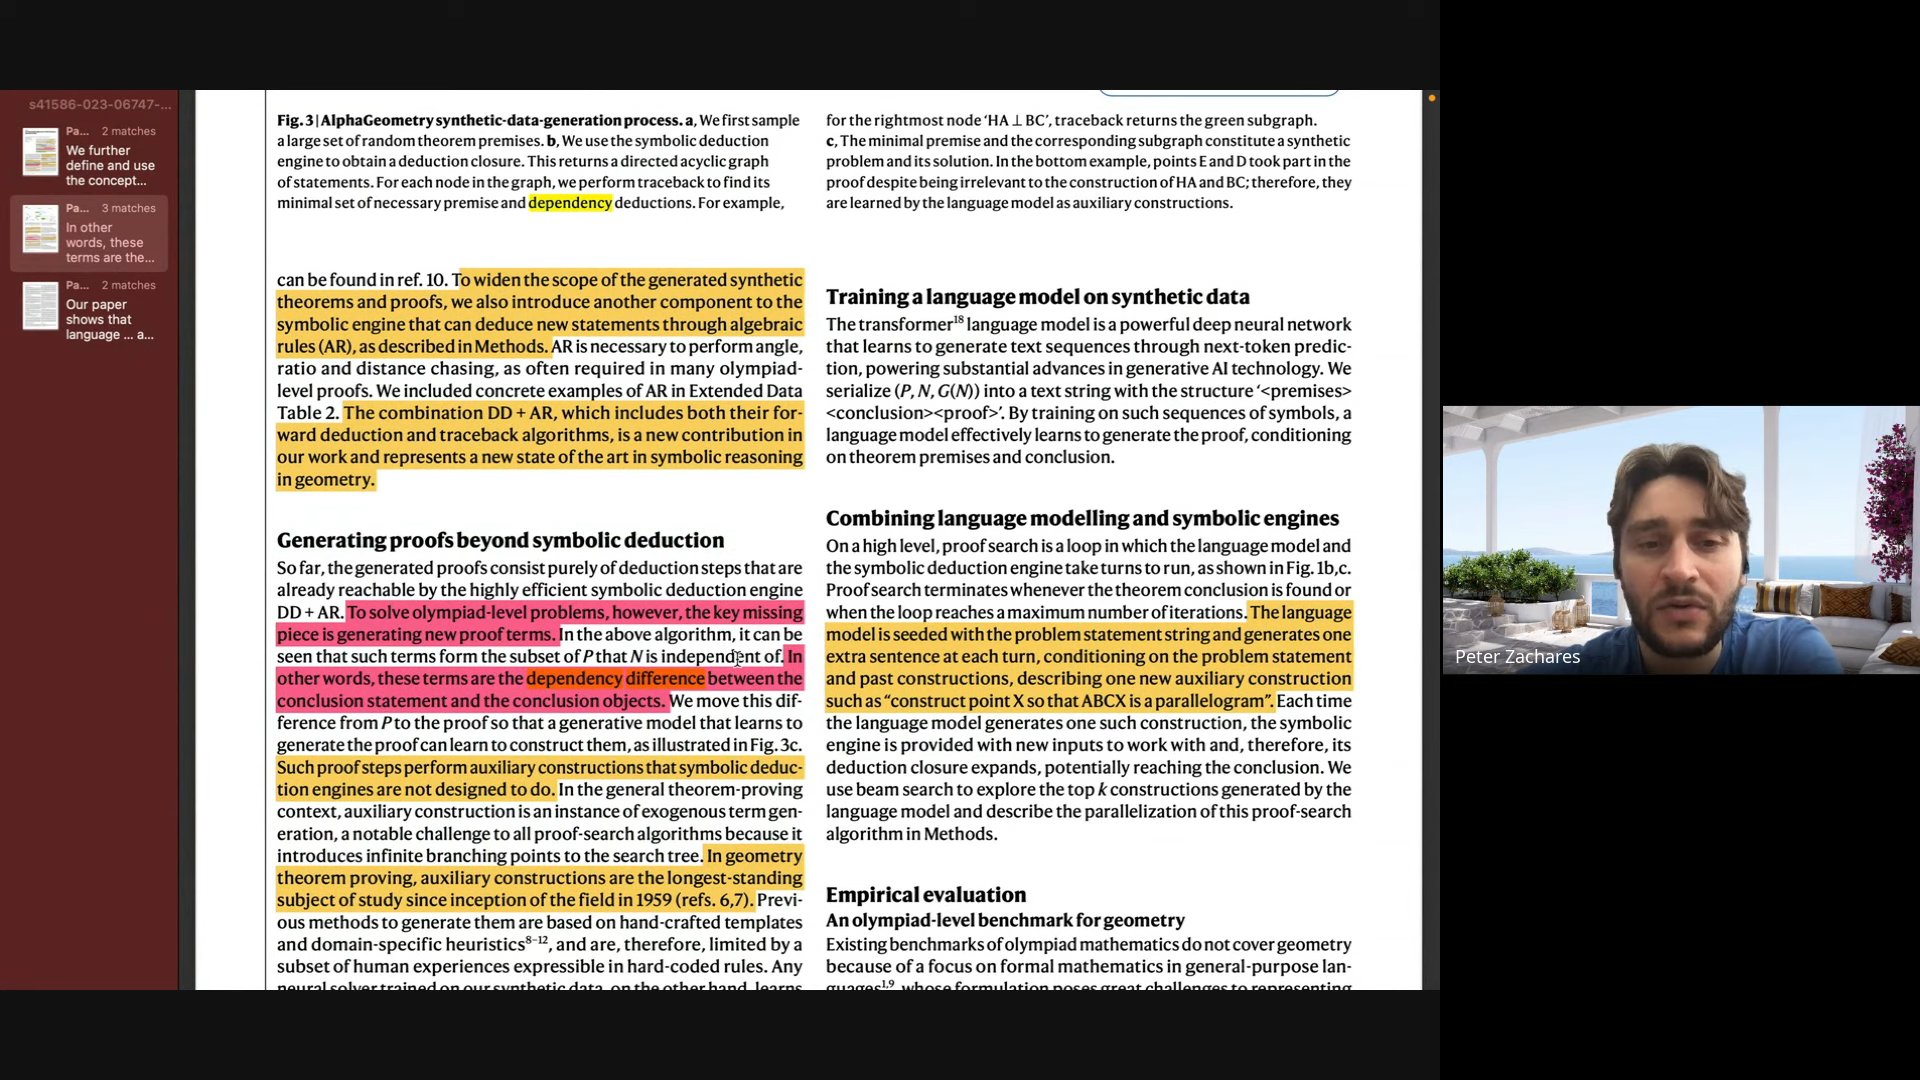 s41586-023-06747-...
Pa... 2 matches
We further
define and use
the concept...
Pa... 3 matches
In other
words, these
terms are the...
Pa... 2 matches
Our paper
shows that
language ... a...
Fig. 3 | AlphaGeometry synthetic-data-generation process. a, We first sample
a large set of random theorem premises. b, We use the symbolic deduction
engine to obtain a deduction closure. This returns a directed acyclic graph
of statements. For each node in the graph, we perform traceback to find its
minimal set of necessary premise and dependency deductions. For example,
for the rightmost node ‘HA ⊥ BC’, traceback returns the green subgraph.
c, The minimal premise and the corresponding subgraph constitute a synthetic
problem and its solution. In the bottom example, points E and D took part in the
proof despite being irrelevant to the construction of HA and BC; therefore, they
are learned by the language model as auxiliary constructions.
can be found in ref. 10. To widen the scope of the generated synthetic
theorems and proofs, we also introduce another component to the
symbolic engine that can deduce new statements through algebraic
rules (AR), as described in Methods. AR is necessary to perform angle,
ratio and distance chasing, as often required in many olympiad-
level proofs. We included concrete examples of AR in Extended Data
Table 2. The combination DD + AR, which includes both their for-
ward deduction and traceback algorithms, is a new contribution in
our work and represents a new state of the art in symbolic reasoning
in geometry.
Generating proofs beyond symbolic deduction
So far, the generated proofs consist purely of deduction steps that are
already reachable by the highly efficient symbolic deduction engine
DD + AR. To solve olympiad-level problems, however, the key missing
piece is generating new proof terms. In the above algorithm, it can be
seen that such terms form the subset of P that N is independent of. In
other words, these terms are the dependency difference between the
conclusion statement and the conclusion objects. We move this dif-
ference from P to the proof so that a generative model that learns to
generate the proof can learn to construct them, as illustrated in Fig. 3c.
Such proof steps perform auxiliary constructions that symbolic deduc-
tion engines are not designed to do. In the general theorem-proving
context, auxiliary construction is an instance of exogenous term gen-
eration, a notable challenge to all proof-search algorithms because it
introduces infinite branching points to the search tree. In geometry
theorem proving, auxiliary constructions are the longest-standing
subject of study since inception of the field in 1959 (refs. 6,7). Previ-
ous methods to generate them are based on hand-crafted templates
and domain-specific heuristics8–12, and are, therefore, limited by a
subset of human experiences expressible in hard-coded rules. Any
neural solver trained on our synthetic data, on the other hand, learns
Training a language model on synthetic data
The transformer18 language model is a powerful deep neural network
that learns to generate text sequences through next-token predic-
tion, powering substantial advances in generative AI technology. We
serialize (P, N, G(N)) into a text string with the structure ‘<premises>
<conclusion><proof>’. By training on such sequences of symbols, a
language model effectively learns to generate the proof, conditioning
on theorem premises and conclusion.
Combining language modelling and symbolic engines
On a high level, proof search is a loop in which the language model and
the symbolic deduction engine take turns to run, as shown in Fig. 1b,c.
Proof search terminates whenever the theorem conclusion is found or
when the loop reaches a maximum number of iterations. The language
model is seeded with the problem statement string and generates one
extra sentence at each turn, conditioning on the problem statement
and past constructions, describing one new auxiliary construction
such as “construct point X so that ABCX is a parallelogram”. Each time
the language model generates one such construction, the symbolic
engine is provided with new inputs to work with and, therefore, its
deduction closure expands, potentially reaching the conclusion. We
use beam search to explore the top k constructions generated by the
language model and describe the parallelization of this proof-search
algorithm in Methods.
Empirical evaluation
An olympiad-level benchmark for geometry
Existing benchmarks of olympiad mathematics do not cover geometry
because of a focus on formal mathematics in general-purpose lan-
guages1,9, whose formulation poses great challenges to representing
Peter Zachares